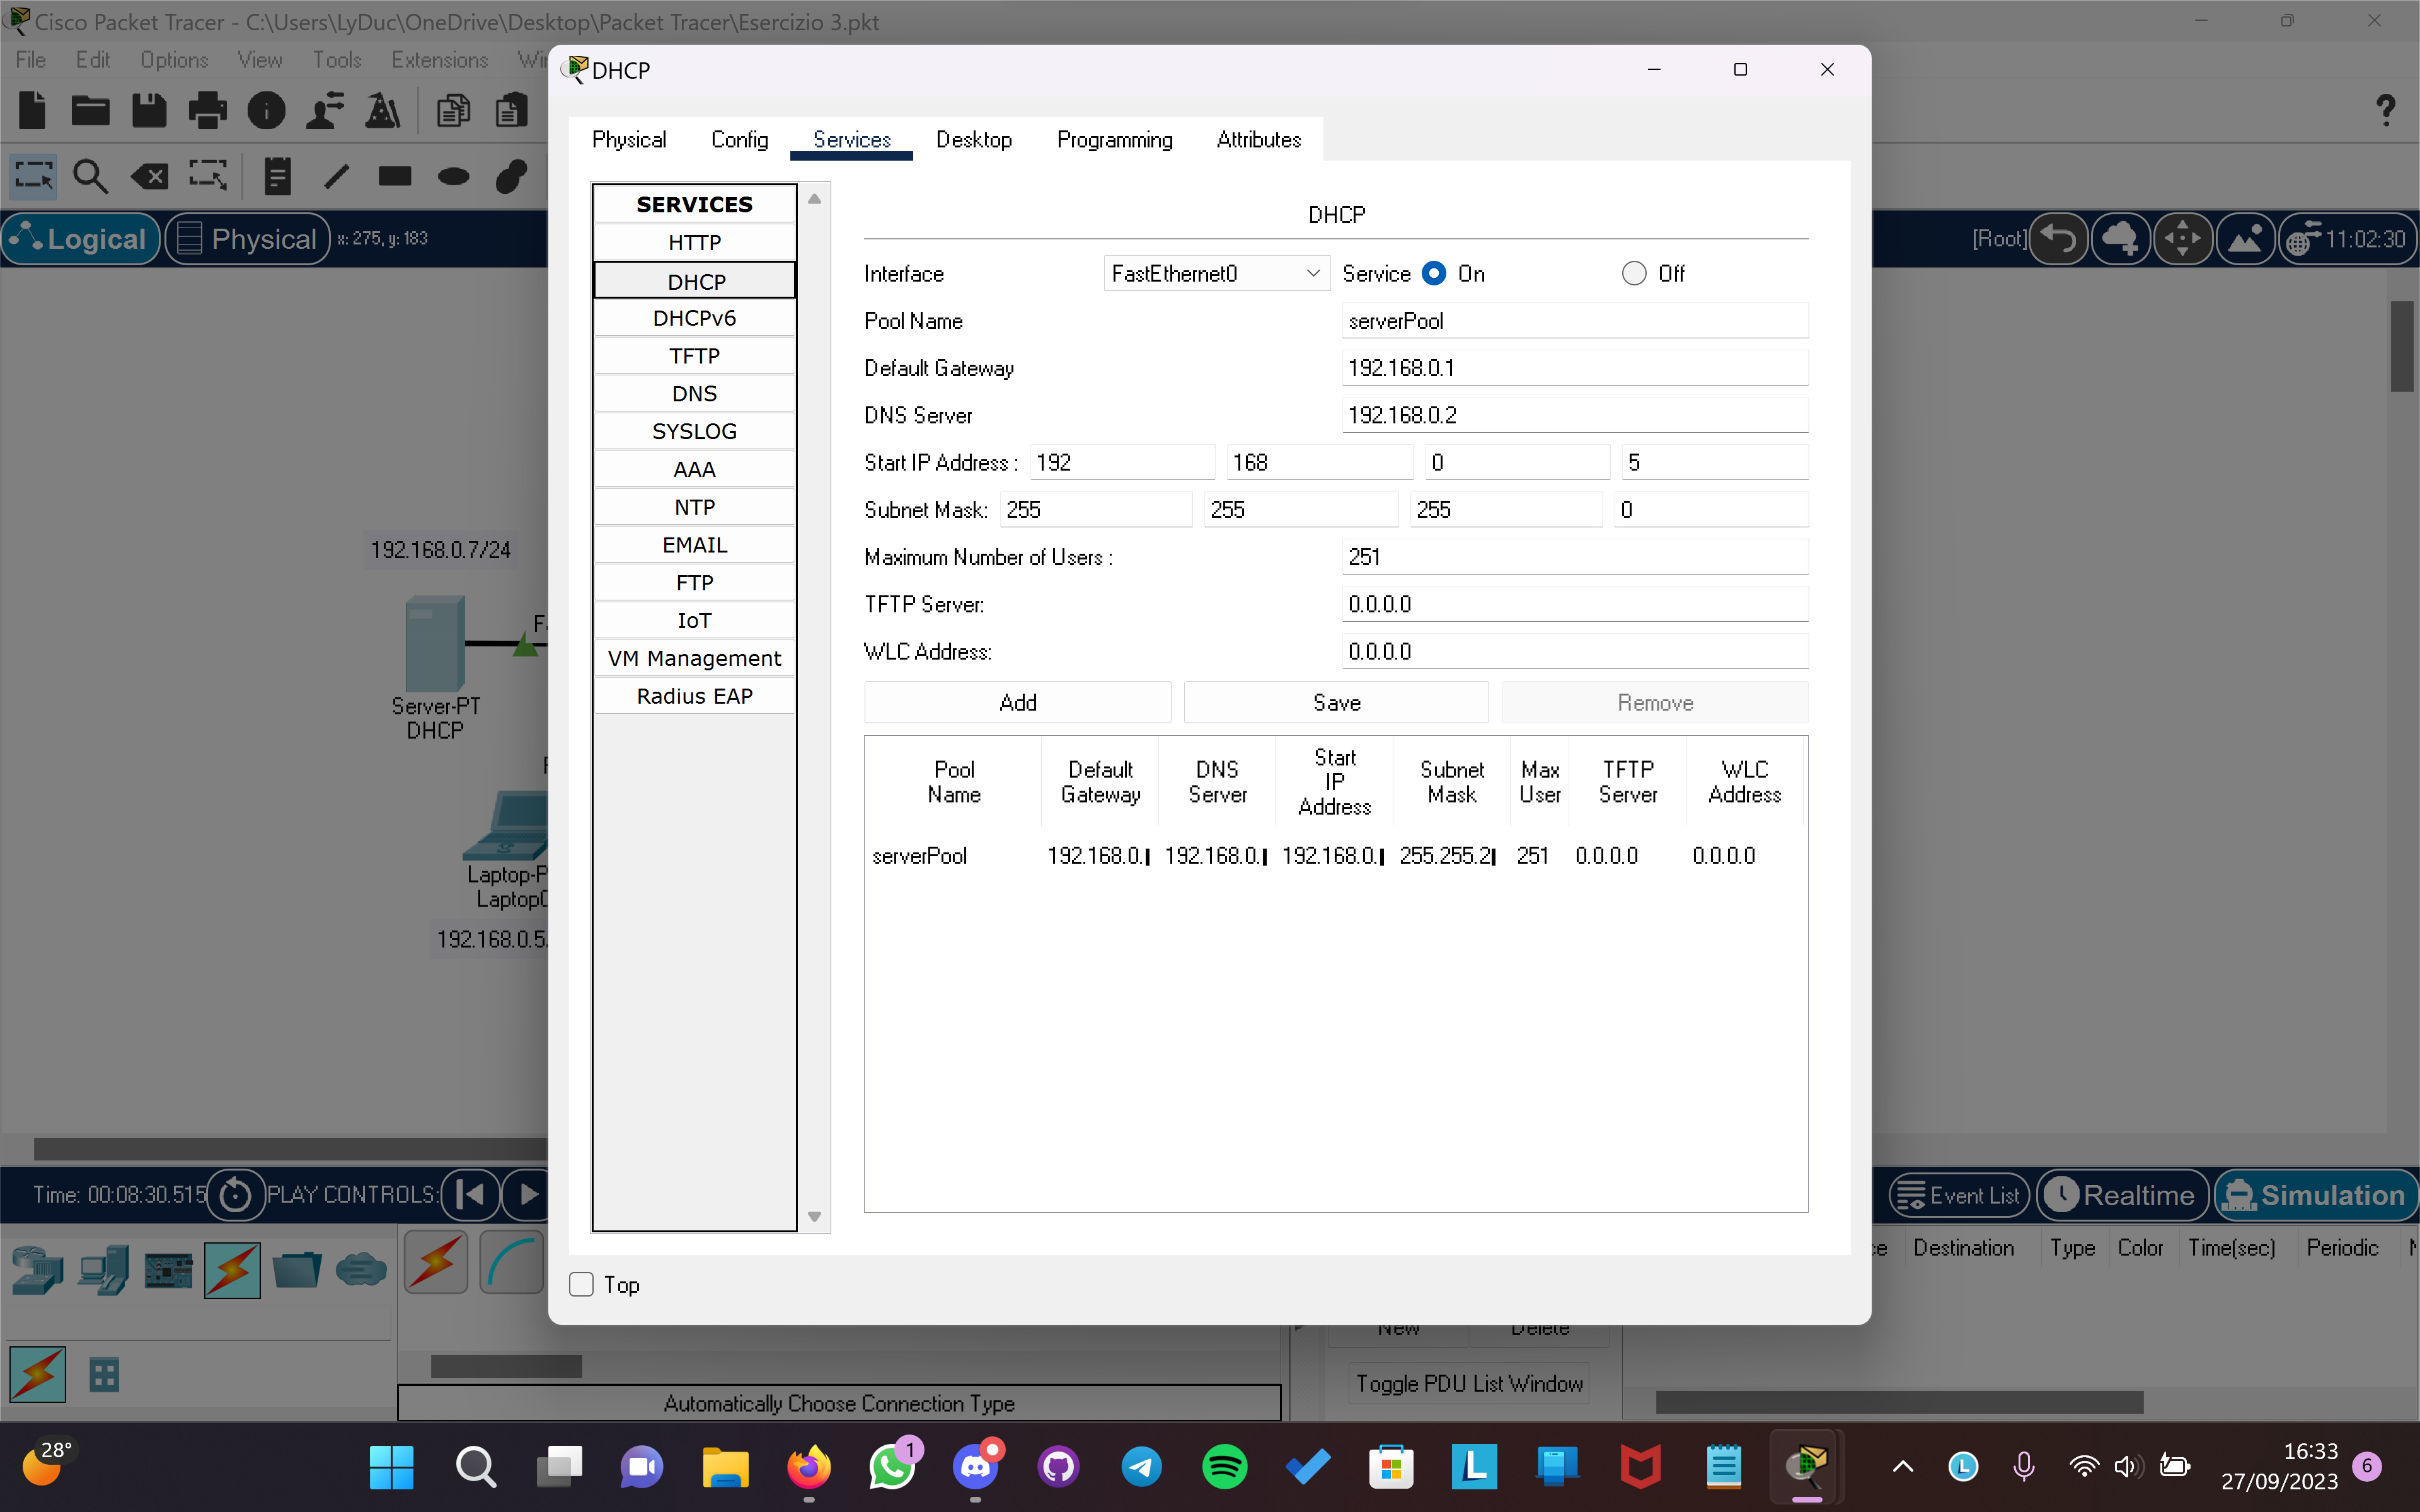 Cisco Packet Tracer - C:\Users\LyDuc\OneDrive\Desktop\Packet Tracer\Esercizio 3.pkt
File Edit Options View Tools Extensions
DHCP
Physical Config Services Desktop Programming Attributes
Logical Physical x: 275, y: 183
[Root] 11:02:30
SERVICES
HTTP
DHCP
DHCPv6
TFTP
DNS
SYSLOG
AAA
NTP
EMAIL
FTP
IoT
VM Management
Radius EAP
DHCP
Interface FastEthernet0 Service On Off
Pool Name serverPool
Default Gateway 192.168.0.1
DNS Server 192.168.0.2
Start IP Address : 192 168 0 5
Subnet Mask: 255 255 255 0
Maximum Number of Users : 251
TFTP Server: 0.0.0.0
WLC Address: 0.0.0.0
Add Save Remove
Pool Name Default Gateway DNS Server Start IP Address Subnet Mask Max User TFTP Server WLC Address
serverPool 192.168.0. 192.168.0. 192.168.0. 255.255.2 251 0.0.0.0 0.0.0.0
Top
192.168.0.7/24
Server-PT
DHCP
Laptop-P
Laptop
192.168.0.5
Time: 00:08:30.515 PLAY CONTROLS:
Event List Realtime Simulation
Destination Type Color Time(sec) Periodic
New Delete
Toggle PDU List Window
Automatically Choose Connection Type
28°
1
L
L
16:33
27/09/2023
6